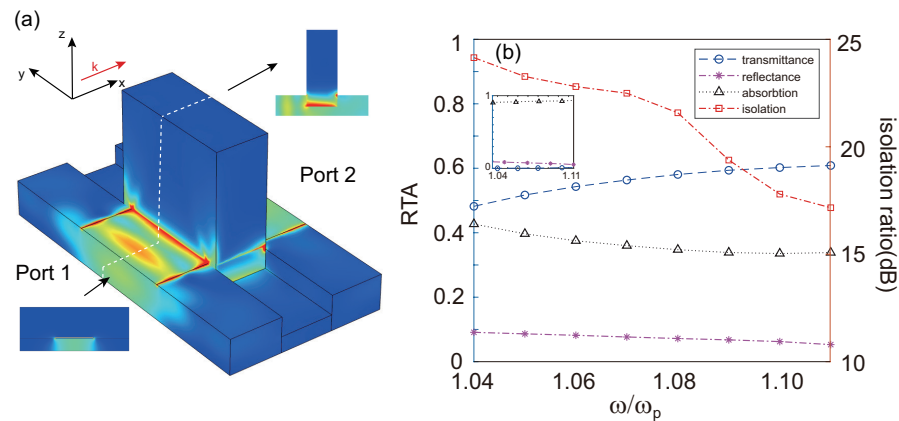 (a)
z
y
k
x
Port 2
Port 1
(b)
transmittance
reflectance
absorbtion
isolation
1
0
1.04
1.11
RTA
1
0.8
0.6
0.4
0.2
0
1.04
1.06
1.08
1.10
ω/ωp
25
20
15
10
isolation ratio(dB)